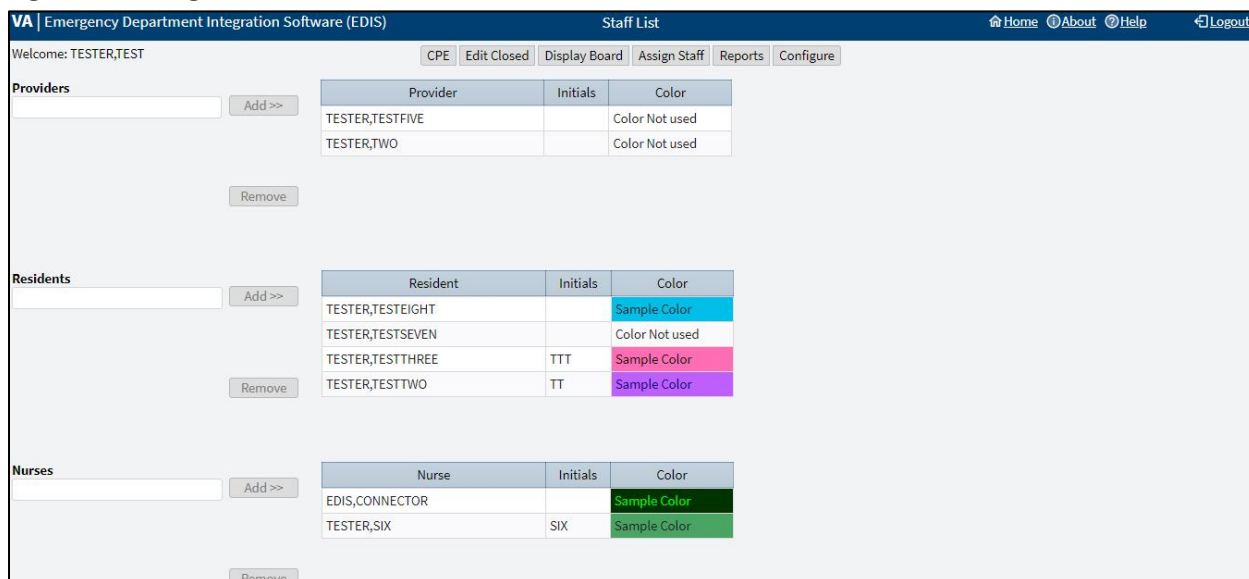 VA | Emergency Department Integration Software (EDIS) Staff List Home About Help Logout
Welcome: TESTER,TEST CPE Edit Closed Display Board Assign Staff Reports Configure
Providers
Add >>
Provider Initials Color
TESTER,TESTFIVE Color Not used
TESTER,TWO Color Not used
Remove
Residents
Add >>
Resident Initials Color
TESTER,TESTEIGHT Sample Color
TESTER,TESTSEVEN Color Not used
TESTER,TESTTHREE TTT Sample Color
TESTER,TESTTWO TT Sample Color
Remove
Nurses
Add >>
Nurse Initials Color
EDIS,CONNECTOR Sample Color
TESTER,SIX SIX Sample Color
Remove